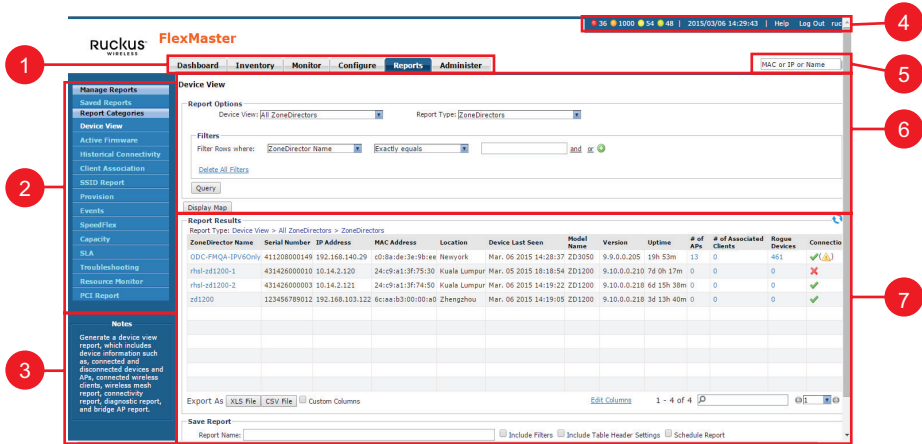 36 1000 54 48 | 2015/03/06 14:29:43 | Help Log Out ruc
4
Ruckus
WIRELESS
FlexMaster
1
Dashboard Inventory Monitor Configure Reports Administer
MAC or IP or Name
5
Manage Reports
Saved Reports
Report Categories
Device View
Active Firmware
Historical Connectivity
Client Association
SSID Report
Provision
Events
SpeedFlex
Capacity
SLA
Troubleshooting
Resource Monitor
PCI Report
2
Notes
Generate a device view
report, which includes
device information such
as, connected and
disconnected devices and
APs, connected wireless
clients, wireless mesh
report, connectivity
report, diagnostic report,
and bridge AP report.
3
Device View
Report Options
Device View: All ZoneDirectors Report Type: ZoneDirectors
Filters
Filter Rows where: ZoneDirector Name Exactly equals and or
Delete All Filters
Query
Display Map
6
Report Results
Report Type: Device View > All ZoneDirectors > ZoneDirectors
ZoneDirector Name Serial Number IP Address MAC Address Location Device Last Seen Model Name Version Uptime # of APs # of Associated Clients Rogue Devices Connectio
ODC-FMQA-IPV6Only 411208000149 192.168.140.29 c0:8a:de:3e:9b:ee Newyork Mar. 06 2015 14:28:37 ZD3050 9.9.0.0.205 19h 53m 13 0 461
rhsl-zd1200-1 431426000010 10.14.2.120 24:c9:a1:3f:75:30 Kuala Lumpur Mar. 05 2015 18:18:54 ZD1200 9.10.0.0.210 7d 0h 17m 0 0 0
rhsl-zd1200-2 431426000003 10.14.2.121 24:c9:a1:3f:74:50 Kuala Lumpur Mar. 06 2015 14:19:22 ZD1200 9.10.0.0.218 6d 15h 38m 0 0 0
zd1200 123456789012 192.168.103.122 6c:aa:b3:00:00:a0 Zhengzhou Mar. 06 2015 14:19:05 ZD1200 9.10.0.0.218 3d 13h 40m 0 0 0
7
Export As XLS File CSV File Custom Columns Edit Columns 1 - 4 of 4 1
Save Report
Report Name: Include Filters Include Table Header Settings Schedule Report